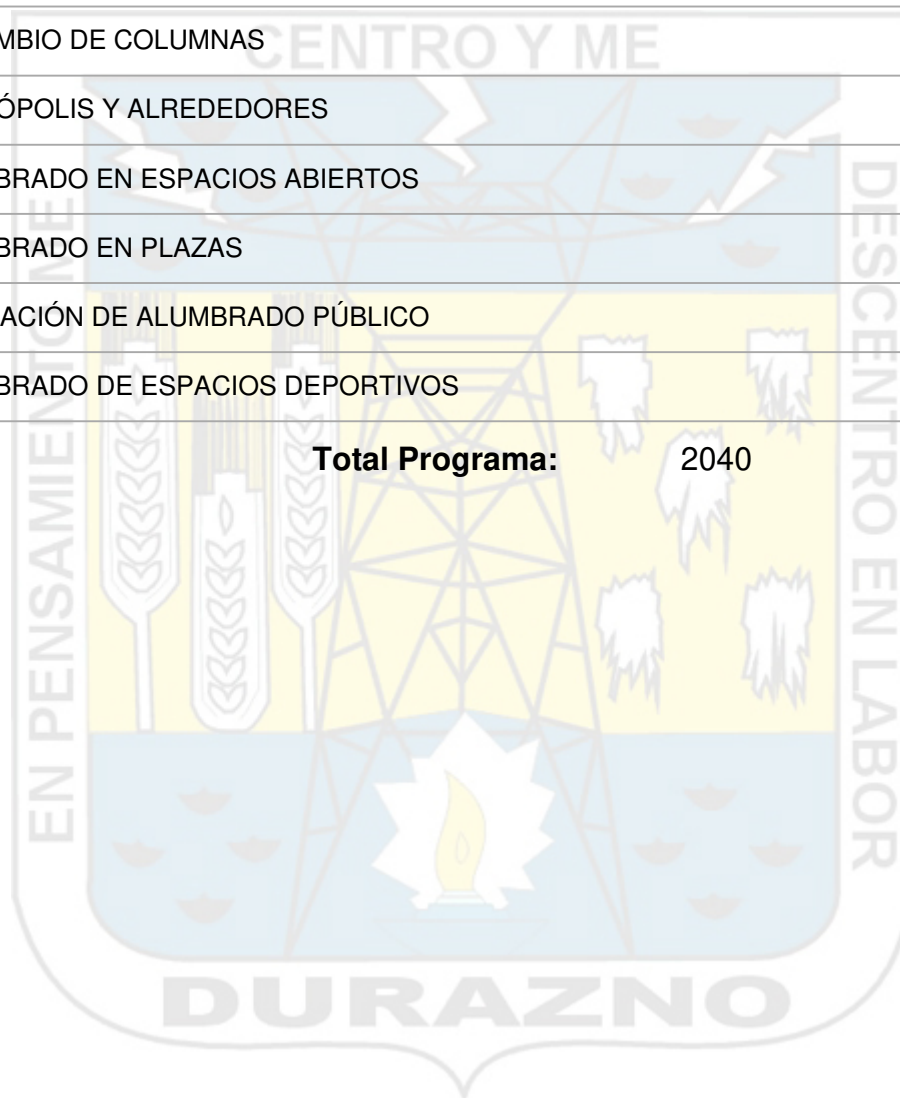 CENTRO Y ME
MBIO DE COLUMNAS
ÓPOLIS Y ALREDEDORES
BRADO EN ESPACIOS ABIERTOS
BRADO EN PLAZAS
ACIÓN DE ALUMBRADO PÚBLICO
BRADO DE ESPACIOS DEPORTIVOS
Total Programa: 2040
EN PENSAMIENTO NE
DESCENTRO EN LABOR
DURAZNO